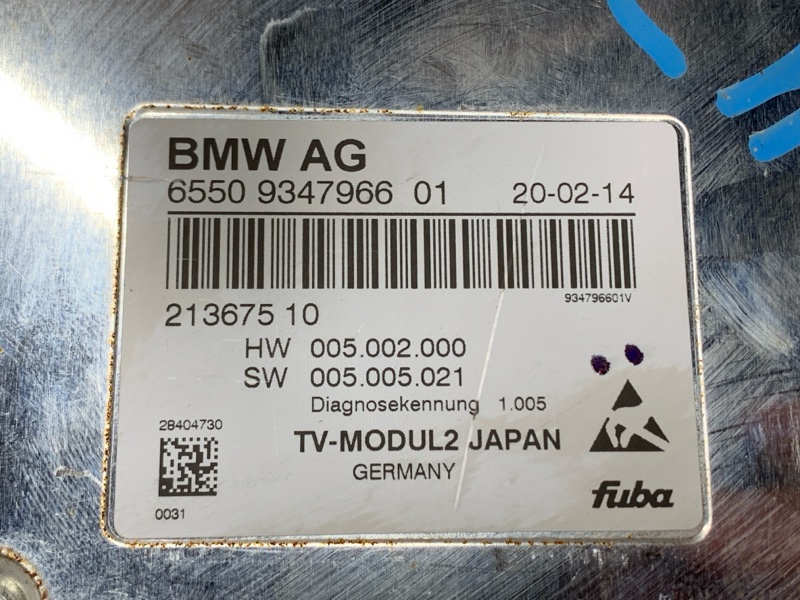 BMW AG
6550 9347966 01 20-02-14
934796601V
213675 10
HW 005.002.000
SW 005.005.021
Diagnosekennung 1.005
28404730
TV-MODUL2 JAPAN
GERMANY
0031
fuba